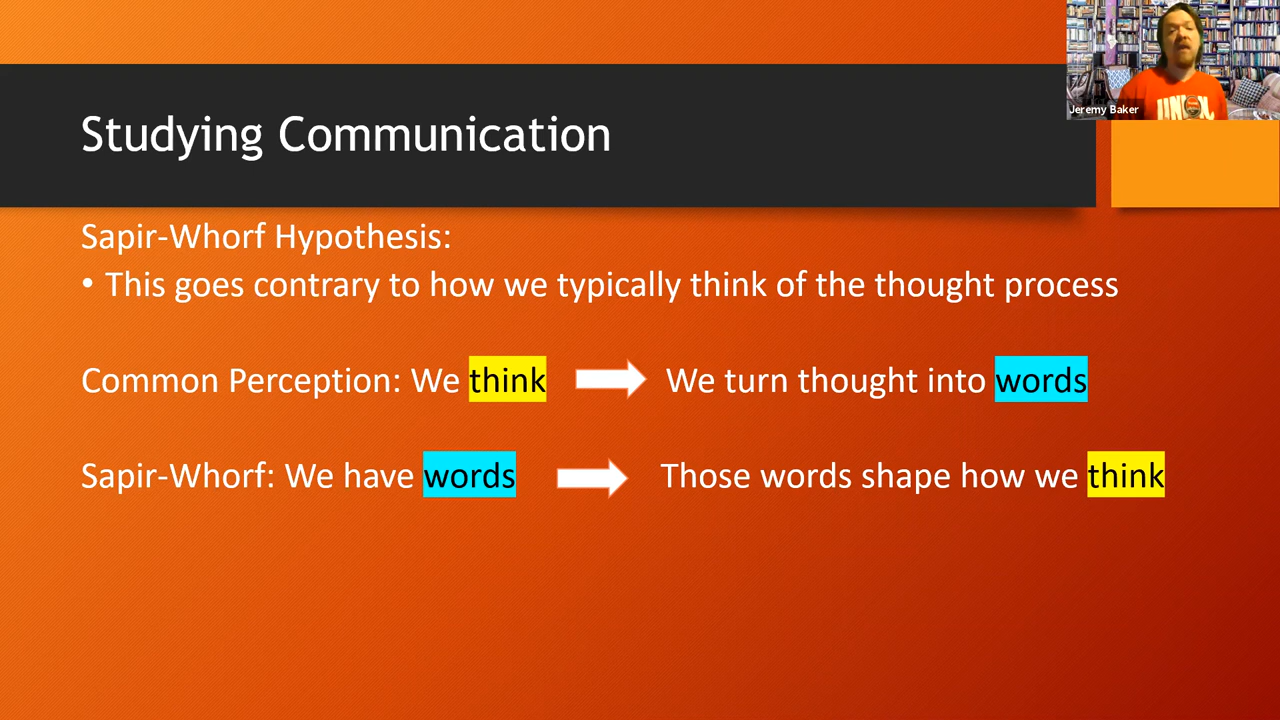 Jeremy Baker
Studying Communication
Sapir-Whorf Hypothesis:
• This goes contrary to how we typically think of the thought process
Common Perception: We think We turn thought into words
Sapir-Whorf: We have words Those words shape how we think